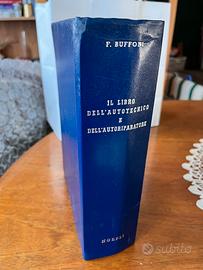 F. BUFFONI
IL LIBRO
DELL'AUTOTECNICO
E
DELL'AUTORIPARATORE
HOEPLI
subito